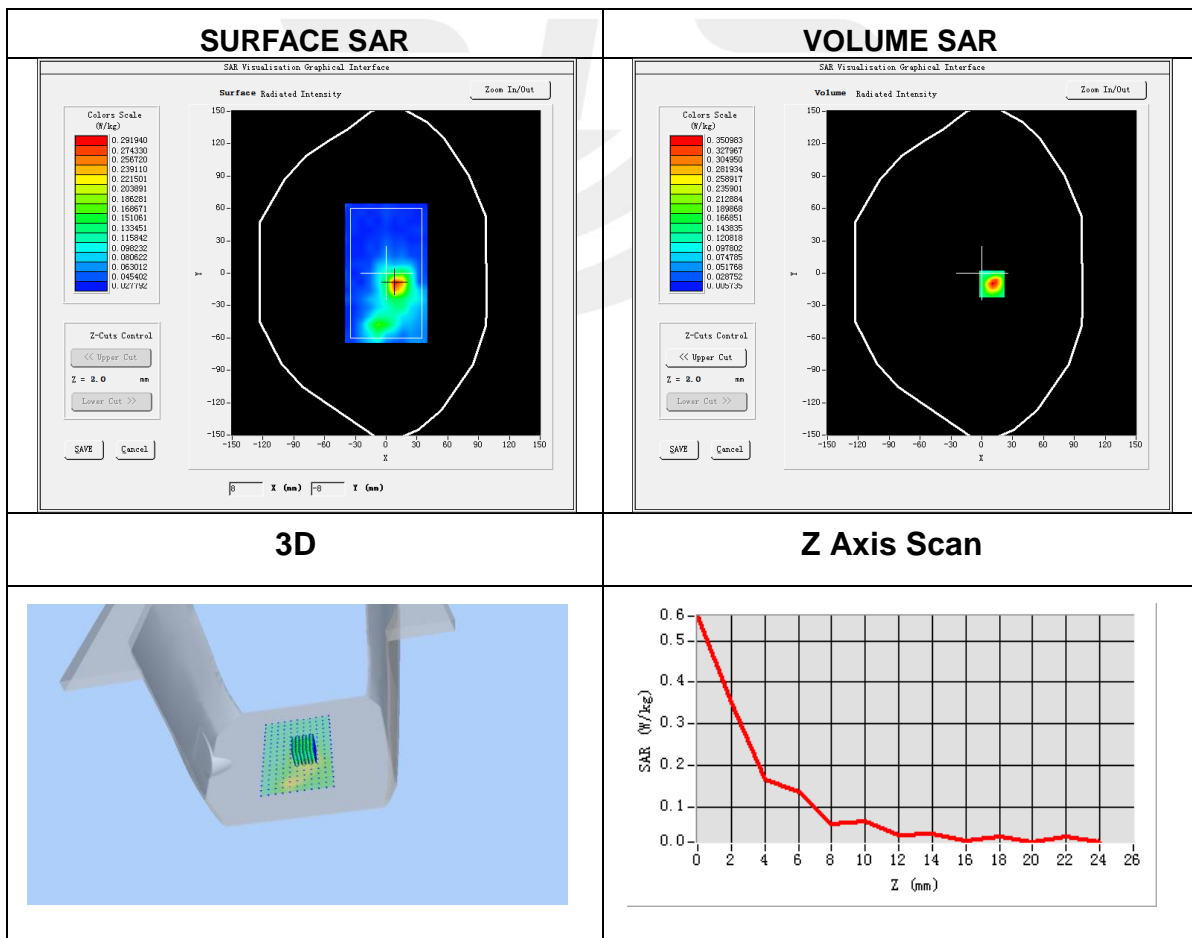 SURFACE SAR
SAR Visualisation Graphical Interface
Surface Radiated Intensity
Zoom In/Out
Colors Scale
(W/kg)
0.291940
0.274330
0.256720
0.239110
0.221501
0.203891
0.186281
0.168671
0.151061
0.133451
0.115842
0.098232
0.080622
0.063012
0.045402
0.027792
Z-Cuts Control
<< Upper Cut
Z = 2.0 mm
Lower Cut >>
SAVE Cancel
150
120
90
60
30
0
-30
-60
-90
-120
-150
Y
-150 -120 -90 -60 -30 0 30 60 90 120 150
X
8 X (mm) -8 Y (mm)
VOLUME SAR
SAR Visualisation Graphical Interface
Volume Radiated Intensity
Zoom In/Out
Colors Scale
(W/kg)
0.350983
0.327967
0.304950
0.281934
0.258917
0.235901
0.212884
0.189868
0.166851
0.143835
0.120818
0.097802
0.074785
0.051768
0.028752
0.005735
Z-Cuts Control
<< Upper Cut
Z = 2.0 mm
Lower Cut >>
SAVE Cancel
150
120
90
60
30
0
-30
-60
-90
-120
-150
Y
-150 -120 -90 -60 -30 0 30 60 90 120 150
X
3D
Z Axis Scan
0.6
0.5
0.4
0.3
0.2
0.1
0.0
SAR (W/kg)
0 2 4 6 8 10 12 14 16 18 20 22 24 26
Z (mm)